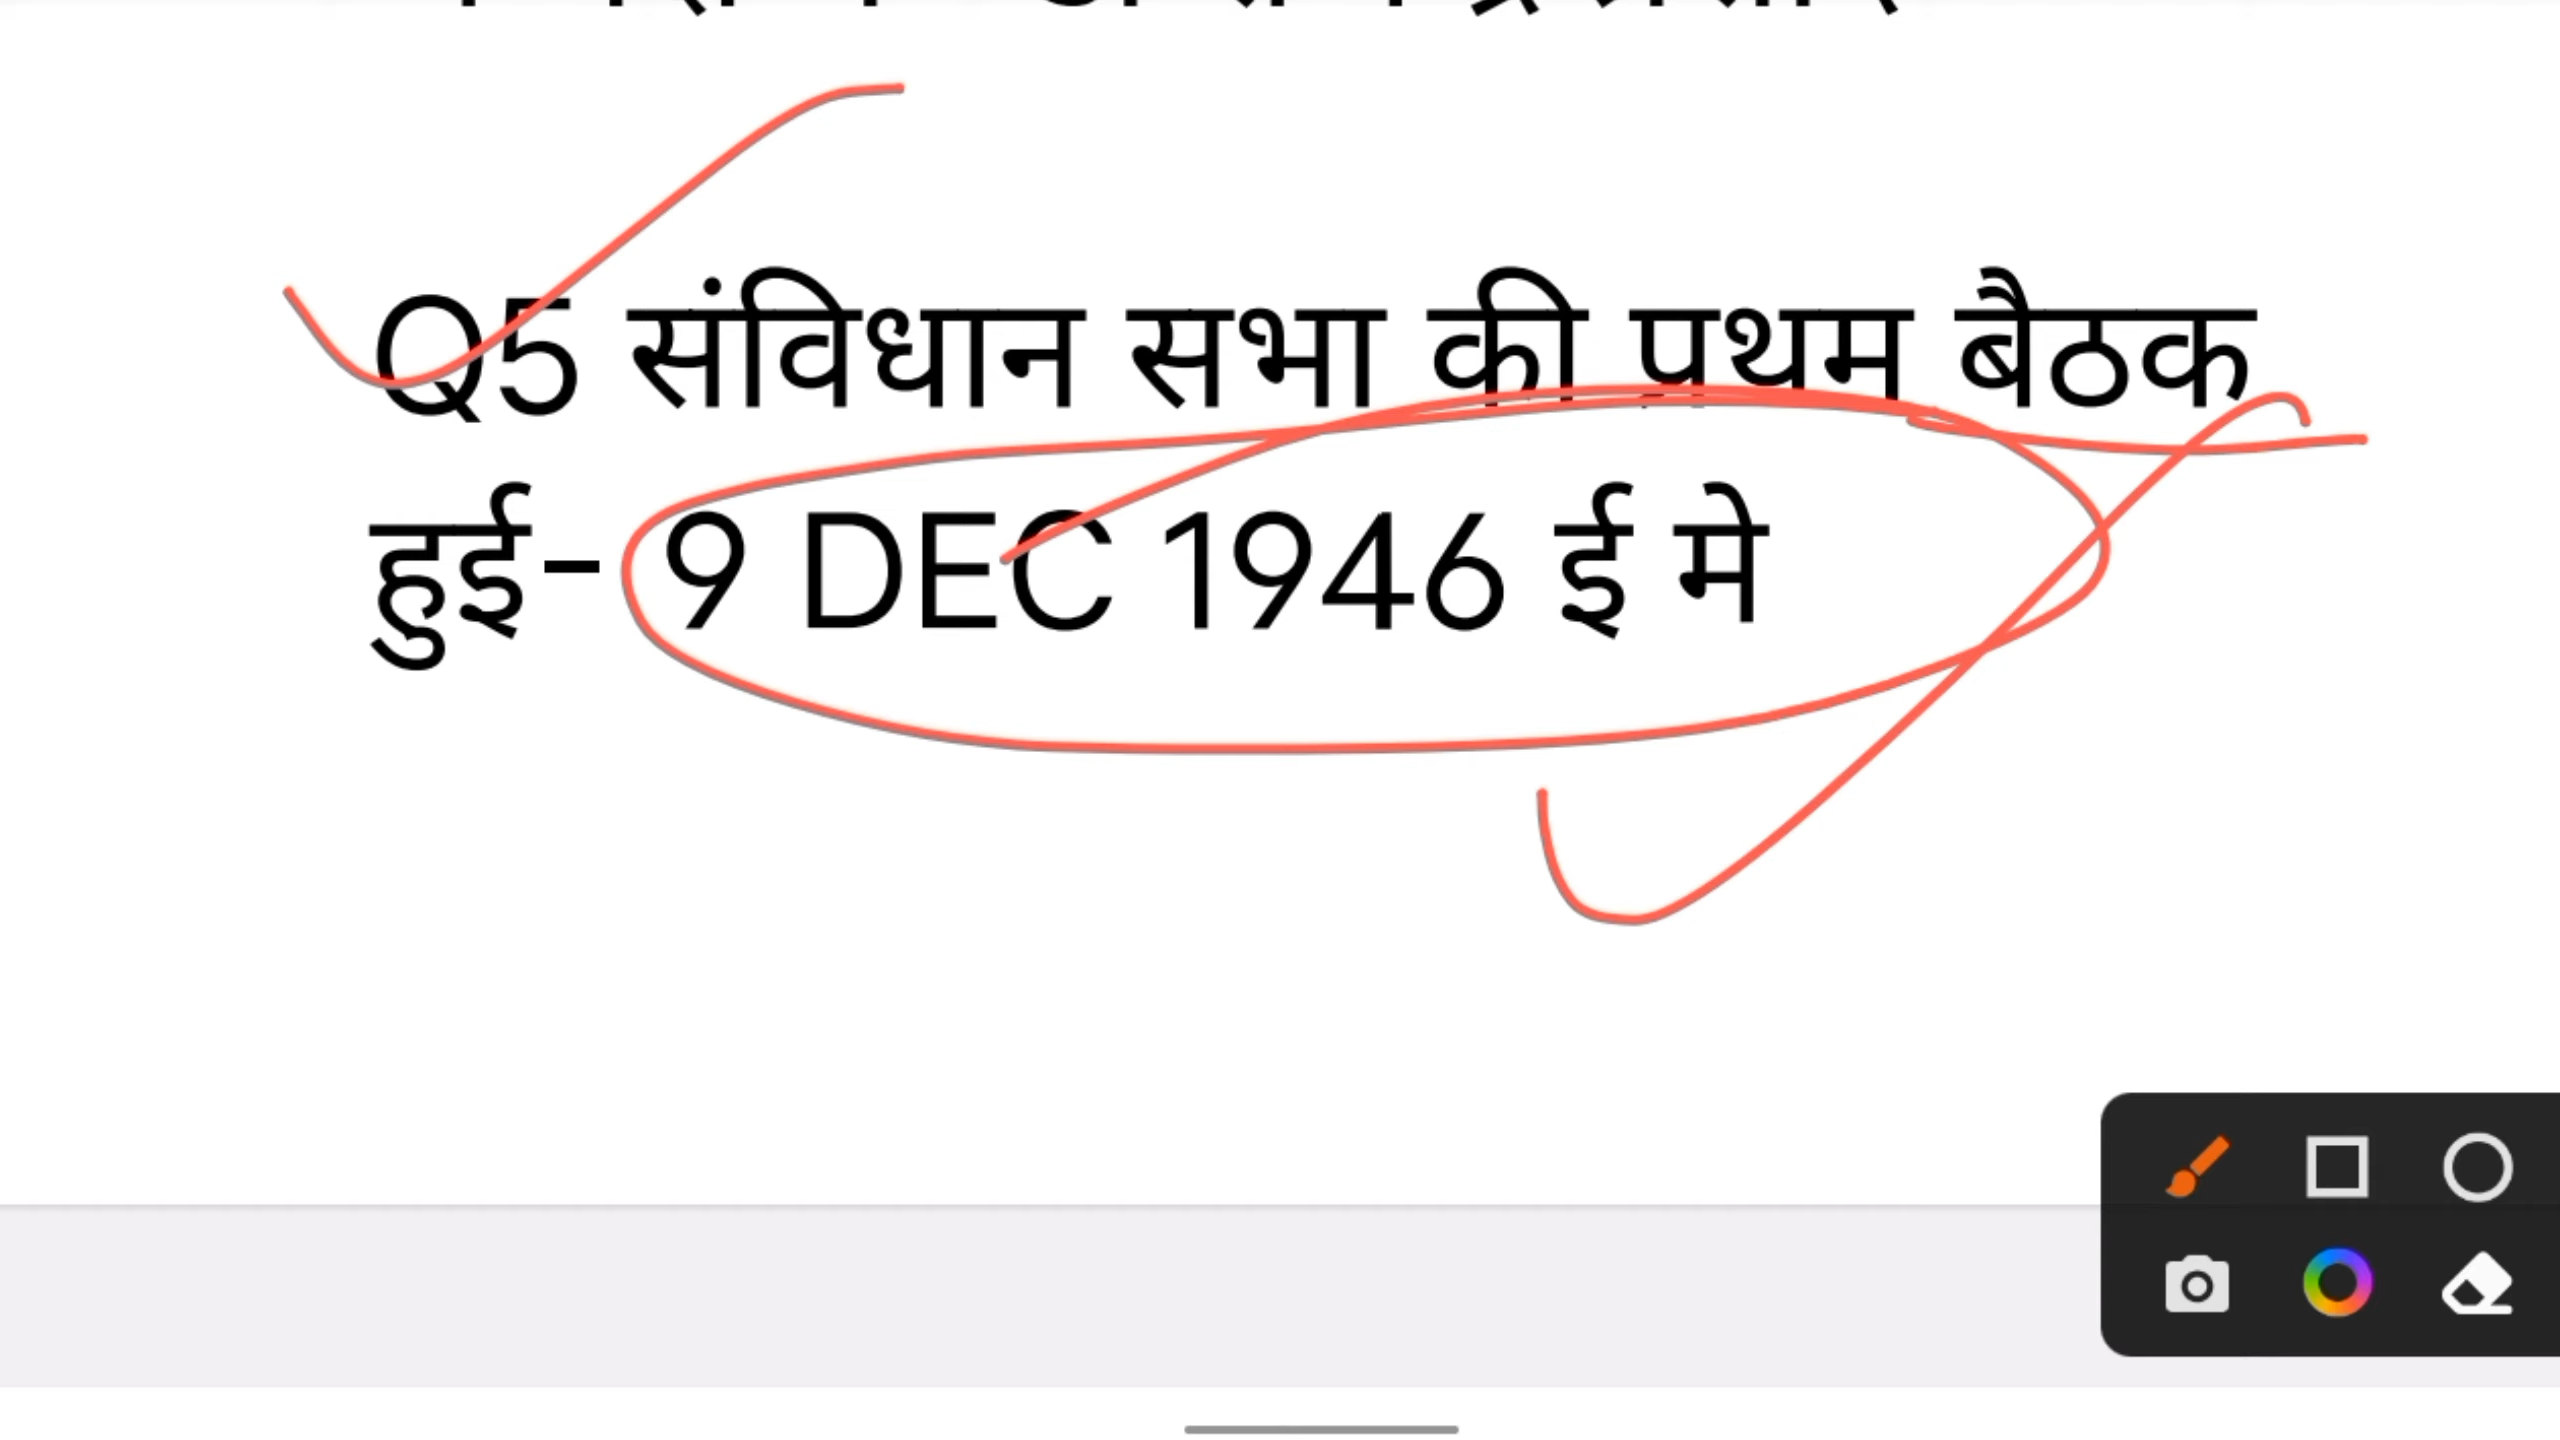 Q5 संविधान सभा की प्रथम बैठक
हुई- 9 DEC 1946 ई मे